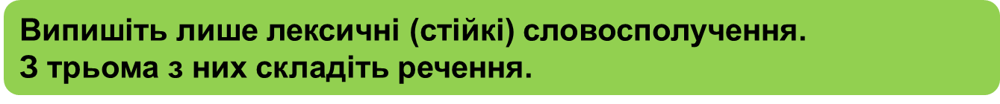 Випишіть лише лексичні (стійкі) словосполучення.
З трьома з них складіть речення.